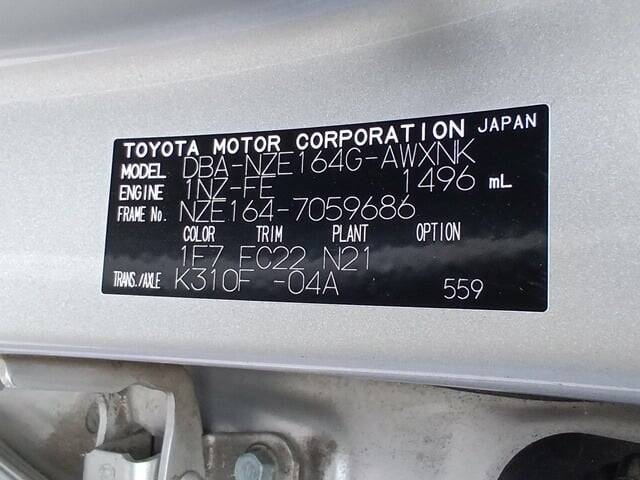 TOYOTA MOTOR CORPORATION JAPAN
MODEL DBA-NZE164G-AWXNK
ENGINE 1NZ-FE 1496 mL
FRAME No. NZE164-7059686
COLOR TRIM PLANT OPTION
1F7 FC22 N21
TRANS./AXLE K310F -04A 559